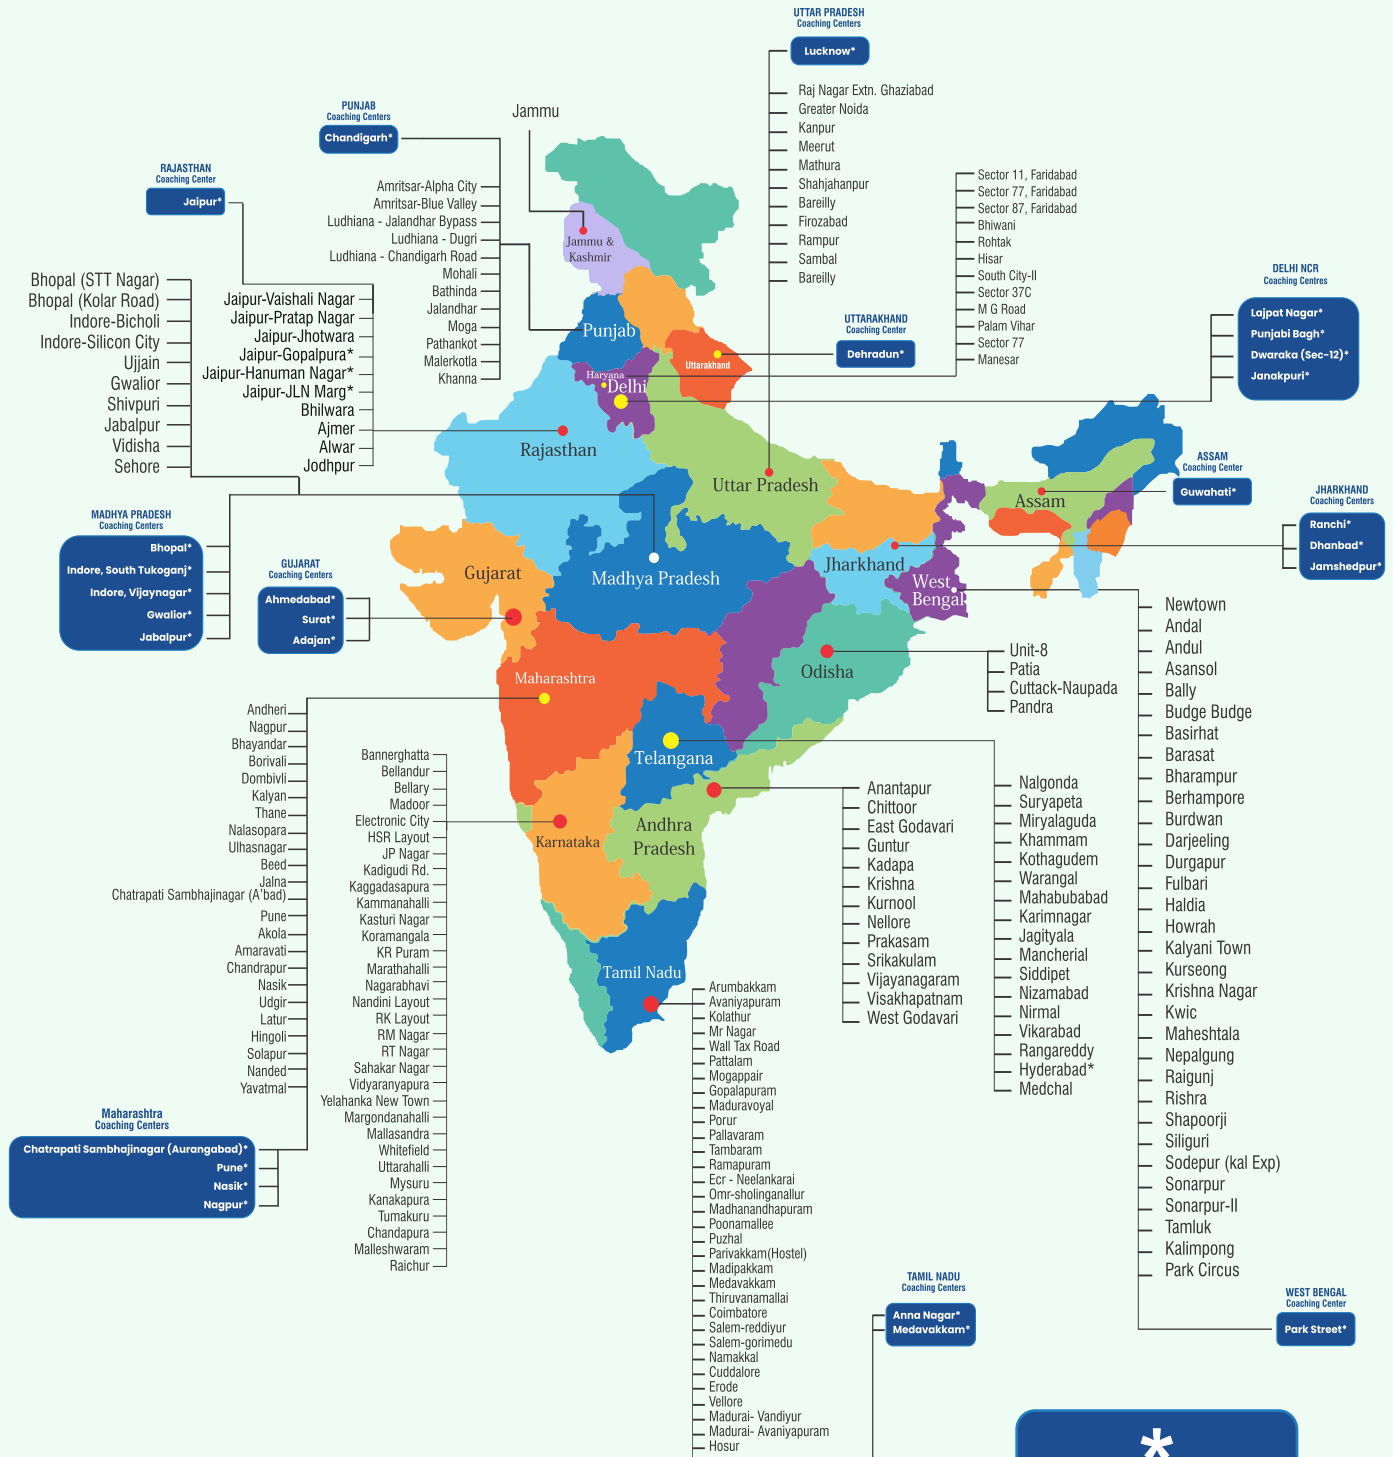 UTTAR PRADESH
Coaching Centers
Lucknow*
Raj Nagar Extn. Ghaziabad
Greater Noida
Kanpur
Meerut
Mathura
Shahjahanpur
Bareilly
Firozabad
Rampur
Sambal
Bareilly
PUNJAB
Coaching Centers
Chandigarh*
Jammu
Amritsar-Alpha City
Amritsar-Blue Valley
Ludhiana - Jalandhar Bypass
Ludhiana - Dugri
Ludhiana - Chandigarh Road
Mohali
Bathinda
Jalandhar
Moga
Pathankot
Malerkotla
Khanna
RAJASTHAN
Coaching Center
Jaipur*
Jaipur-Vaishali Nagar
Jaipur-Pratap Nagar
Jaipur-Jhotwara
Jaipur-Gopalpura*
Jaipur-Hanuman Nagar*
Jaipur-JLN Marg*
Bhilwara
Ajmer
Alwar
Jodhpur
Bhopal (STT Nagar)
Bhopal (Kolar Road)
Indore-Bicholi
Indore-Silicon City
Ujjain
Gwalior
Shivpuri
Jabalpur
Vidisha
Sehore
Sector 11, Faridabad
Sector 77, Faridabad
Sector 87, Faridabad
Bhiwani
Rohtak
Hisar
South City-II
Sector 37C
M G Road
Palam Vihar
Sector 77
Manesar
DELHI NCR
Coaching Centres
Lajpat Nagar*
Punjabi Bagh*
Dwaraka (Sec-12)*
Janakpuri*
UTTARAKHAND
Coaching Center
Dehradun*
Jammu &
Kashmir
Punjab
Uttarakhand
Haryana
Delhi
Rajasthan
Uttar Pradesh
Assam
Gujarat
Madhya Pradesh
Jharkhand
West
Bengal
Maharashtra
Odisha
Telangana
Karnataka
Andhra
Pradesh
Tamil Nadu
ASSAM
Coaching Center
Guwahati*
JHARKHAND
Coaching Centers
Ranchi*
Dhanbad*
Jamshedpur*
MADHYA PRADESH
Coaching Centers
Bhopal*
Indore, South Tukoganj*
Indore, Vijaynagar*
Gwalior*
Jabalpur*
GUJARAT
Coaching Centers
Ahmedabad*
Surat*
Adajan*
Unit-8
Patia
Cuttack-Naupada
Pandra
Newtown
Andal
Andul
Asansol
Bally
Budge Budge
Basirhat
Barasat
Bharampur
Berhampore
Burdwan
Darjeeling
Durgapur
Fulbari
Haldia
Howrah
Kalyani Town
Kurseong
Krishna Nagar
Kwic
Maheshtala
Nepalgung
Raigunj
Rishra
Shapoorji
Siliguri
Sodepur (kal Exp)
Sonarpur
Sonarpur-II
Tamluk
Kalimpong
Park Circus
WEST BENGAL
Coaching Center
Park Street*
Andheri
Nagpur
Bhayandar
Borivali
Dombivli
Kalyan
Thane
Nalasopara
Ulhasnagar
Beed
Jalna
Chatrapati Sambhajinagar (A'bad)
Pune
Akola
Amaravati
Chandrapur
Nasik
Udgir
Latur
Hingoli
Solapur
Nanded
Yavatmal
Maharashtra
Coaching Centers
Chatrapati Sambhajinagar (Aurangabad)*
Pune*
Nasik*
Nagpur*
Bannerghatta
Bellandur
Bellary
Madoor
Electronic City
HSR Layout
JP Nagar
Kadigudi Rd.
Kaggadasapura
Kammanahalli
Kasturi Nagar
Koramangala
KR Puram
Marathahalli
Nagarabhavi
Nandini Layout
RK Layout
RM Nagar
RT Nagar
Sahakar Nagar
Vidyaranyapura
Yelahanka New Town
Margondanahalli
Mallasandra
Whitefield
Uttarahalli
Mysuru
Kanakapura
Tumakuru
Chandapura
Malleshwaram
Raichur
Anantapur
Chittoor
East Godavari
Guntur
Kadapa
Krishna
Kurnool
Nellore
Prakasam
Srikakulam
Vijayanagaram
Visakhapatnam
West Godavari
Nalgonda
Suryapeta
Miryalaguda
Khammam
Kothagudem
Warangal
Mahabubabad
Karimnagar
Jagityala
Mancherial
Siddipet
Nizamabad
Nirmal
Vikarabad
Rangareddy
Hyderabad*
Medchal
Arumbakkam
Avaniyapuram
Kolathur
Mr Nagar
Wall Tax Road
Pattalam
Mogappair
Gopalapuram
Maduravoyal
Porur
Pallavaram
Tambaram
Ramapuram
Ecr - Neelankarai
Omr-sholinganallur
Madhanandhapuram
Poonamallee
Puzhal
Parivakkam(Hostel)
Madipakkam
Medavakkam
Thiruvanamallai
Coimbatore
Salem-reddiyur
Salem-gorimedu
Namakkal
Cuddalore
Erode
Vellore
Madurai- Vandiyur
Madurai- Avaniyapuram
Hosur
TAMIL NADU
Coaching Centers
Anna Nagar*
Medavakkam*
*